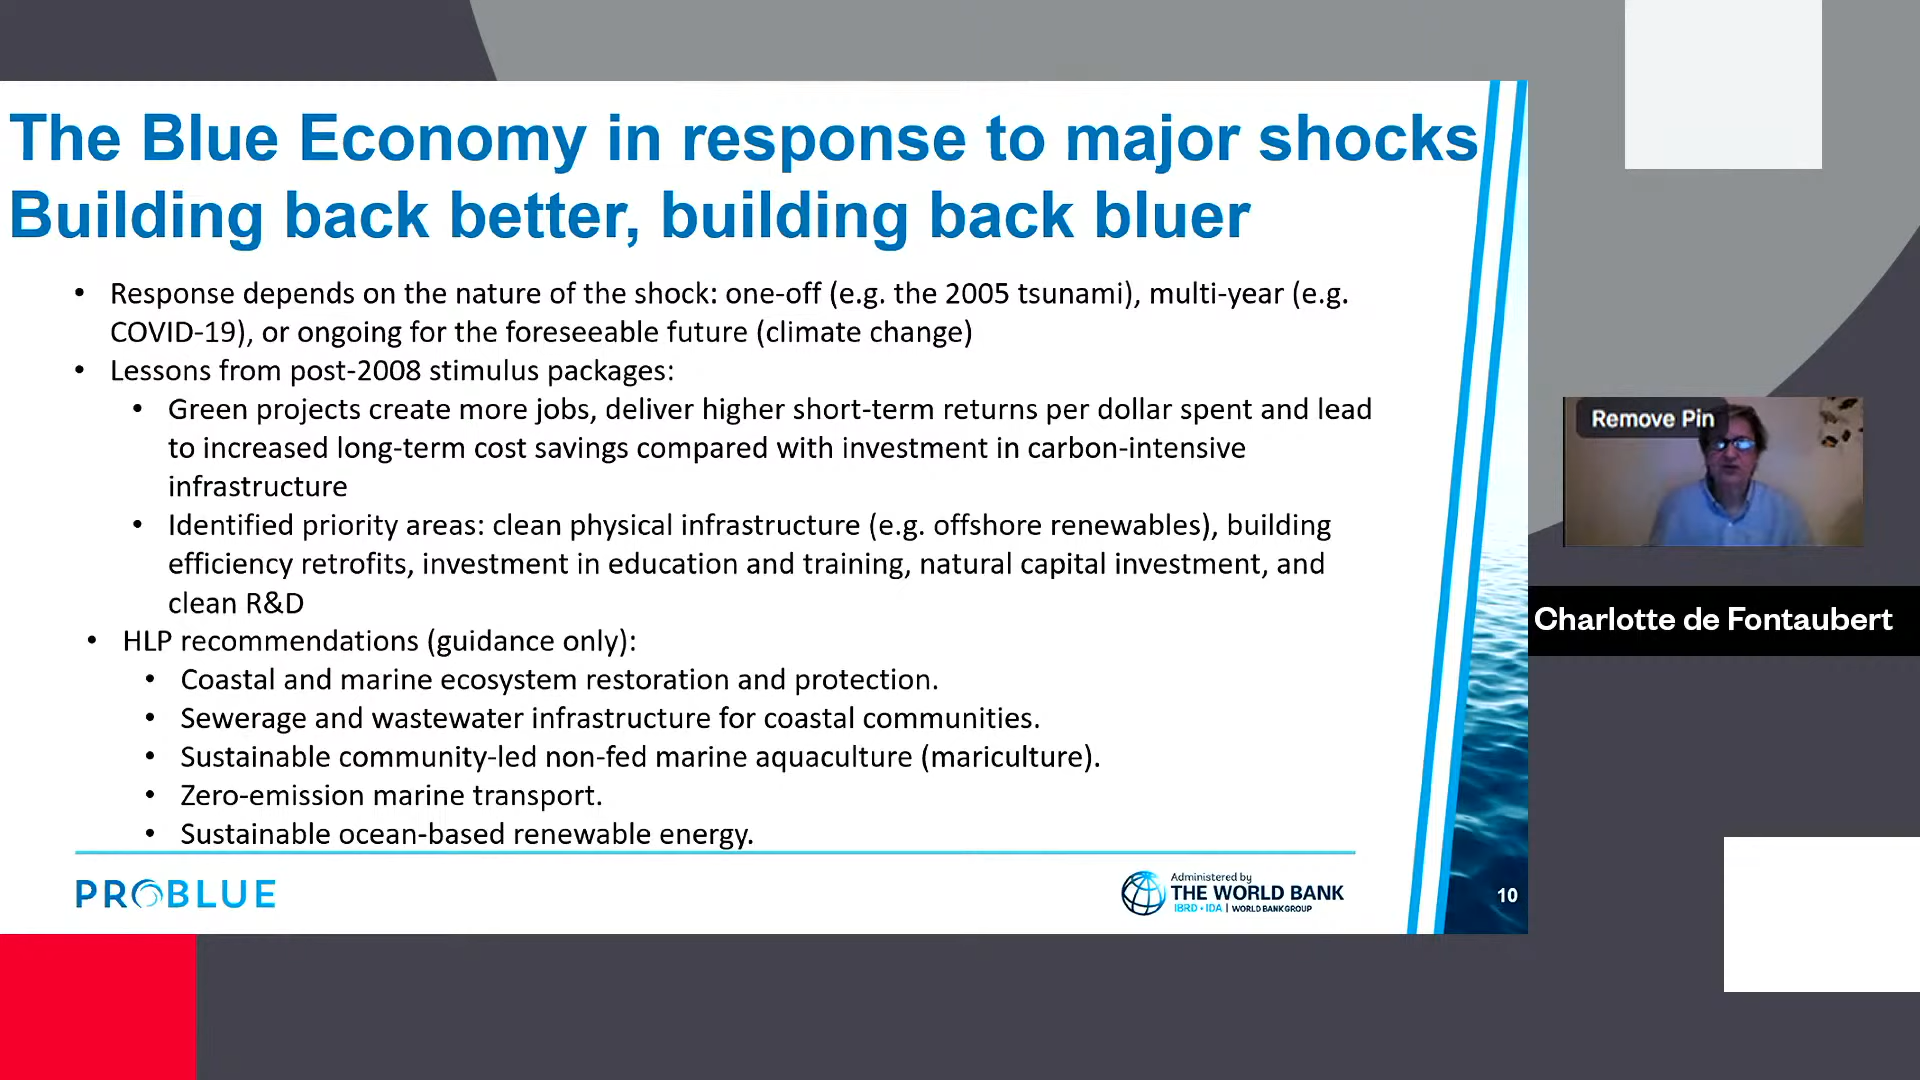 The Blue Economy in response to major shocks
Building back better, building back bluer
• Response depends on the nature of the shock: one-off (e.g. the 2005 tsunami), multi-year (e.g.
COVID-19), or ongoing for the foreseeable future (climate change)
• Lessons from post-2008 stimulus packages:
• Green projects create more jobs, deliver higher short-term returns per dollar spent and lead
to increased long-term cost savings compared with investment in carbon-intensive
infrastructure
• Identified priority areas: clean physical infrastructure (e.g. offshore renewables), building
efficiency retrofits, investment in education and training, natural capital investment, and
clean R&D
• HLP recommendations (guidance only):
• Coastal and marine ecosystem restoration and protection.
• Sewerage and wastewater infrastructure for coastal communities.
• Sustainable community-led non-fed marine aquaculture (mariculture).
• Zero-emission marine transport.
• Sustainable ocean-based renewable energy.
PROBLUE
Administered by
THE WORLD BANK
IBRD • IDA | WORLD BANK GROUP
10
Remove Pin
Charlotte de Fontaubert